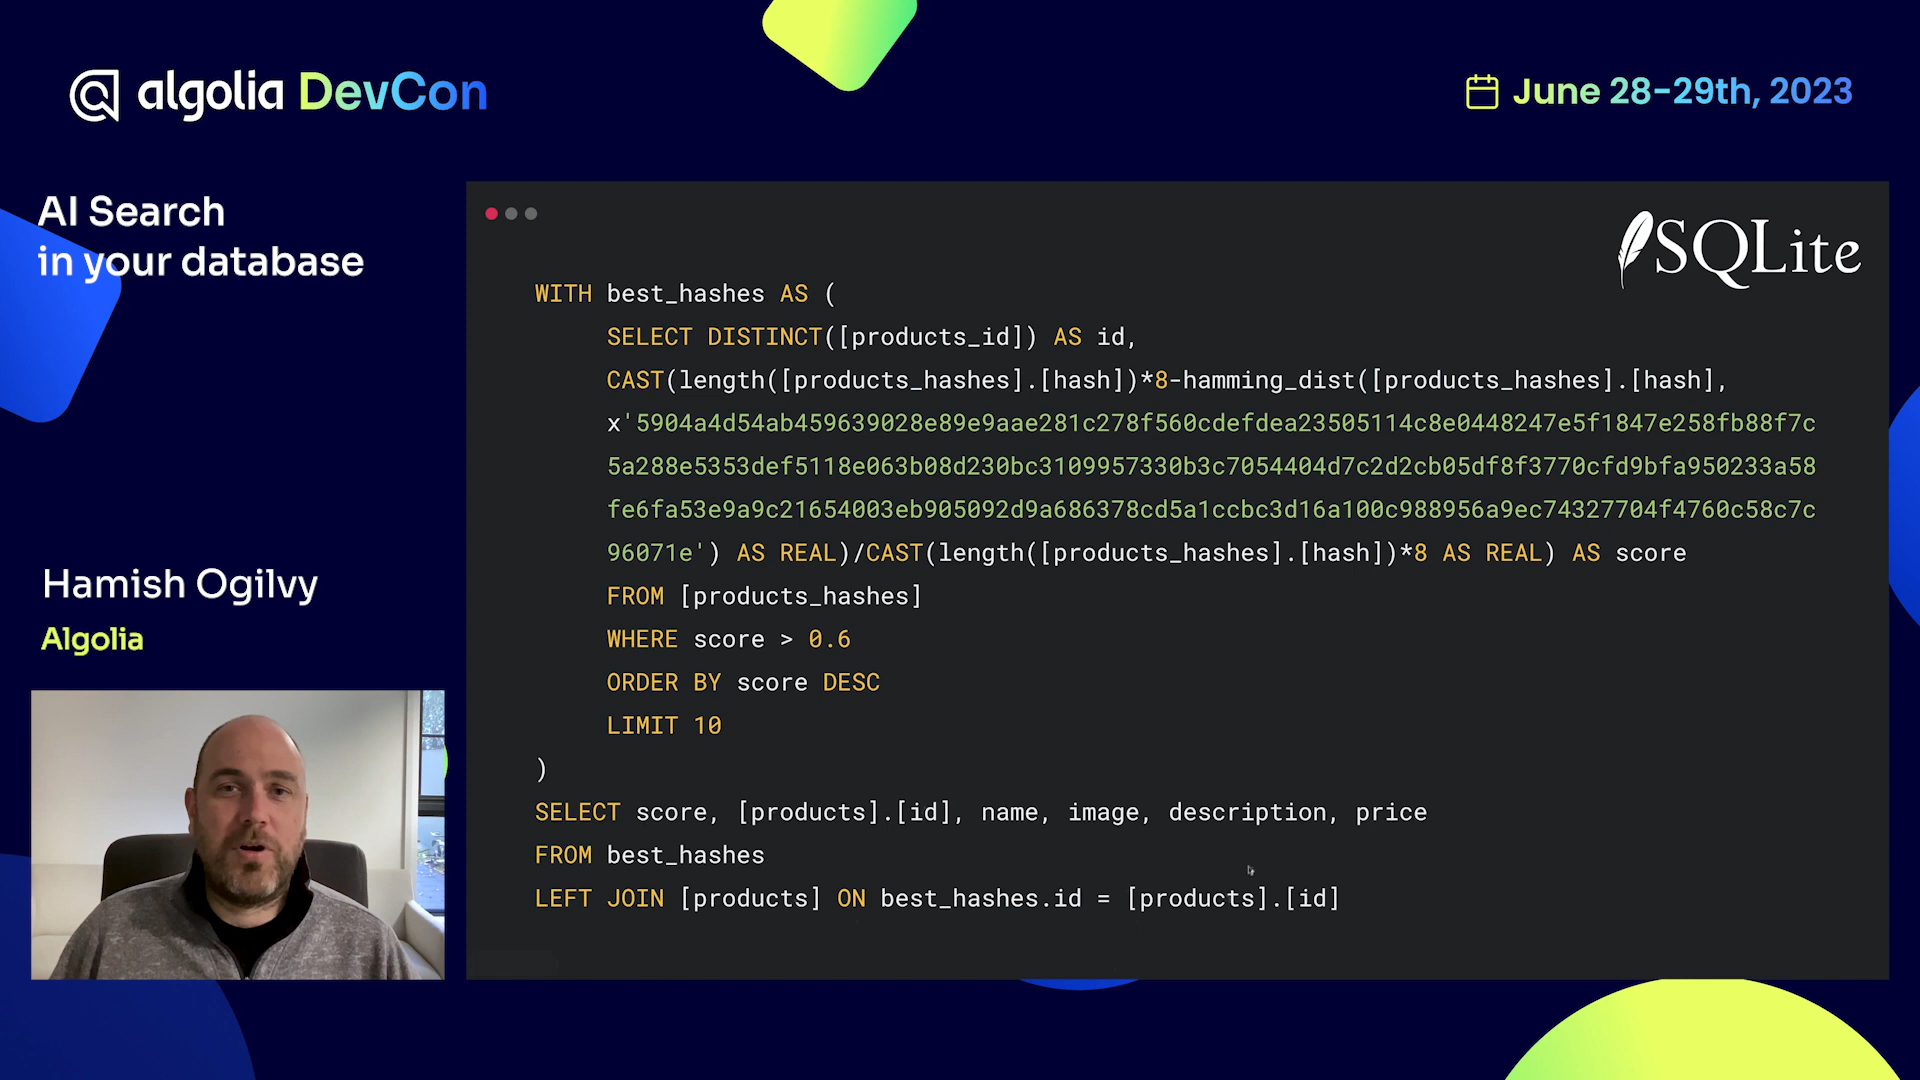 algolia DevCon
June 28-29th, 2023
AI Search
in your database
SQLite
WITH best_hashes AS (
SELECT DISTINCT([products_id]) AS id,
CAST(length([products_hashes].[hash])*8-hamming_dist([products_hashes].[hash],
x'5904a4d54ab459639028e89e9aae281c278f560cdefdea23505114c8e0448247e5f1847e258fb88f7c
5a288e5353def5118e063b08d230bc3109957330b3c7054404d7c2d2cb05df8f3770cfd9bfa950233a58
fe6fa53e9a9c21654003eb905092d9a686378cd5a1ccbc3d16a100c988956a9ec74327704f4760c58c7c
96071e') AS REAL)/CAST(length([products_hashes].[hash])*8 AS REAL) AS score
FROM [products_hashes]
WHERE score > 0.6
ORDER BY score DESC
LIMIT 10
)
SELECT score, [products].[id], name, image, description, price
FROM best_hashes
LEFT JOIN [products] ON best_hashes.id = [products].[id]
Hamish Ogilvy
Algolia